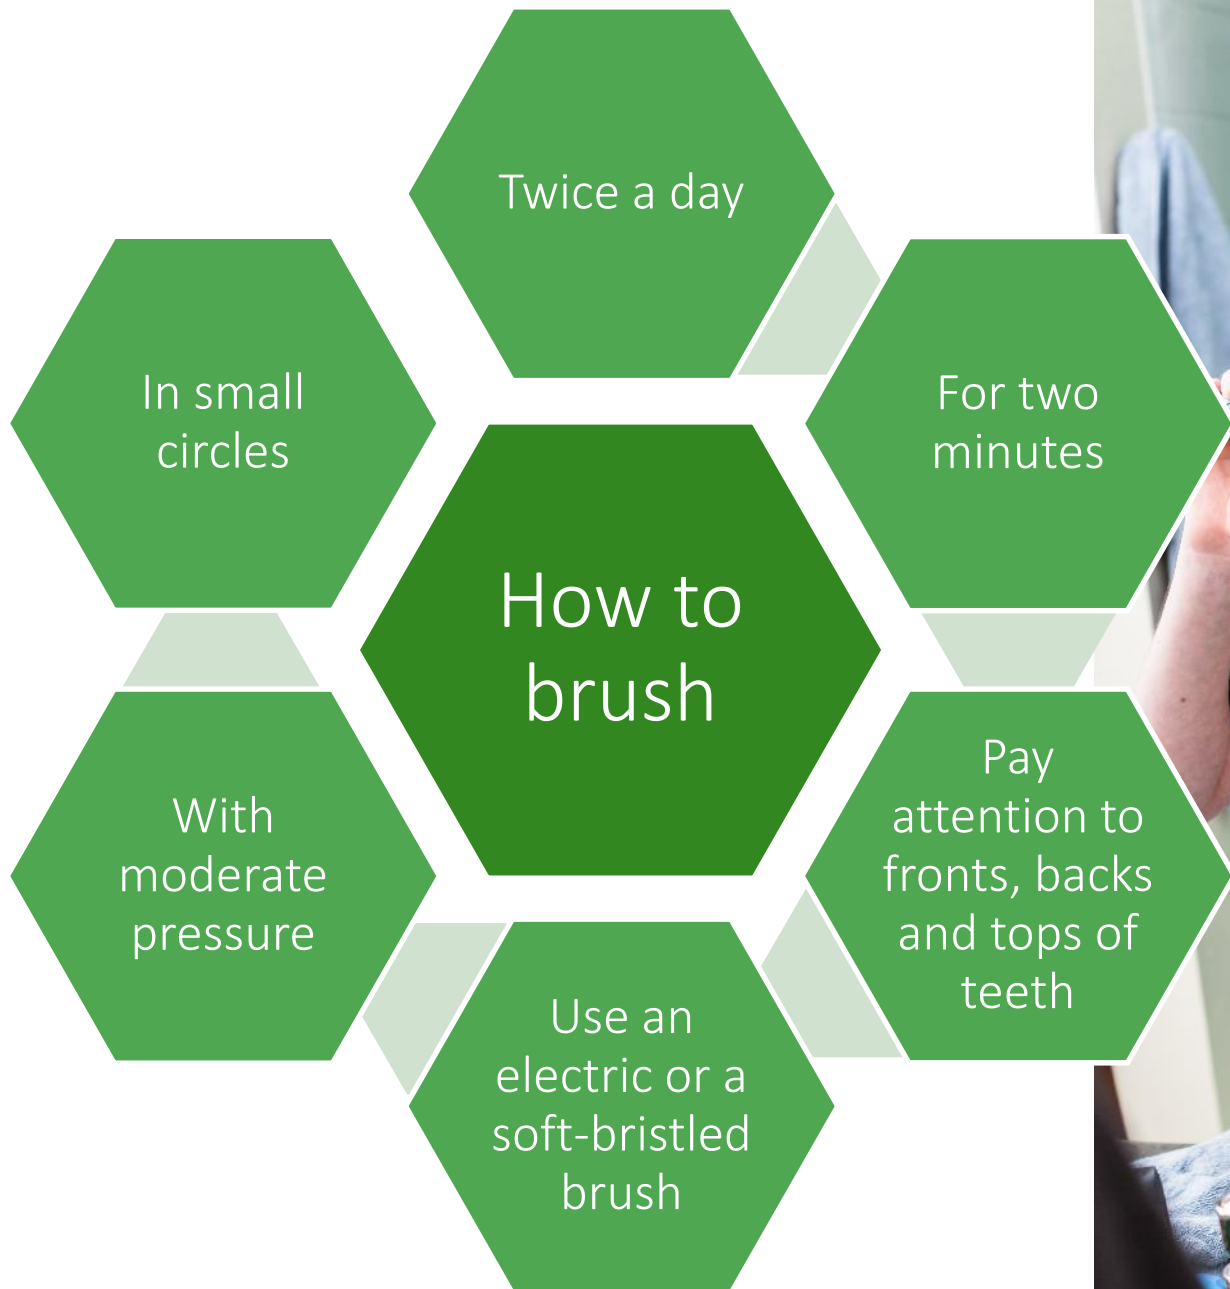 Twice a day
For two
minutes
Pay
attention to
fronts, backs
and tops of
teeth
Use an
electric or a
soft-bristled
brush
With
moderate
pressure
In small
circles
How to
brush